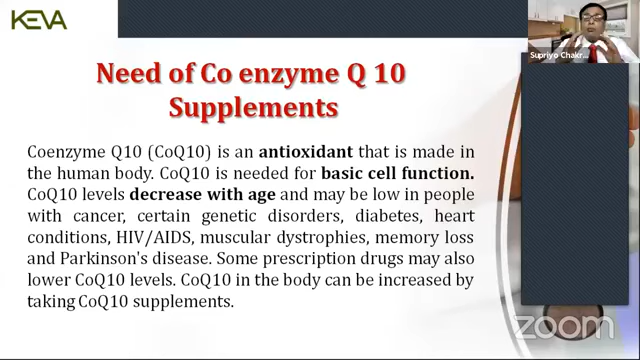 KEVA
Supriyo Chakr...
Need of Co enzyme Q 10
Supplements
Coenzyme Q10 (CoQ10) is an antioxidant that is made in
the human body. CoQ10 is needed for basic cell function.
CoQ10 levels decrease with age and may be low in people
with cancer, certain genetic disorders, diabetes, heart
conditions, HIV/AIDS, muscular dystrophies, memory loss
and Parkinson's disease. Some prescription drugs may also
lower CoQ10 levels. CoQ10 in the body can be increased by
taking CoQ10 supplements.
zoom